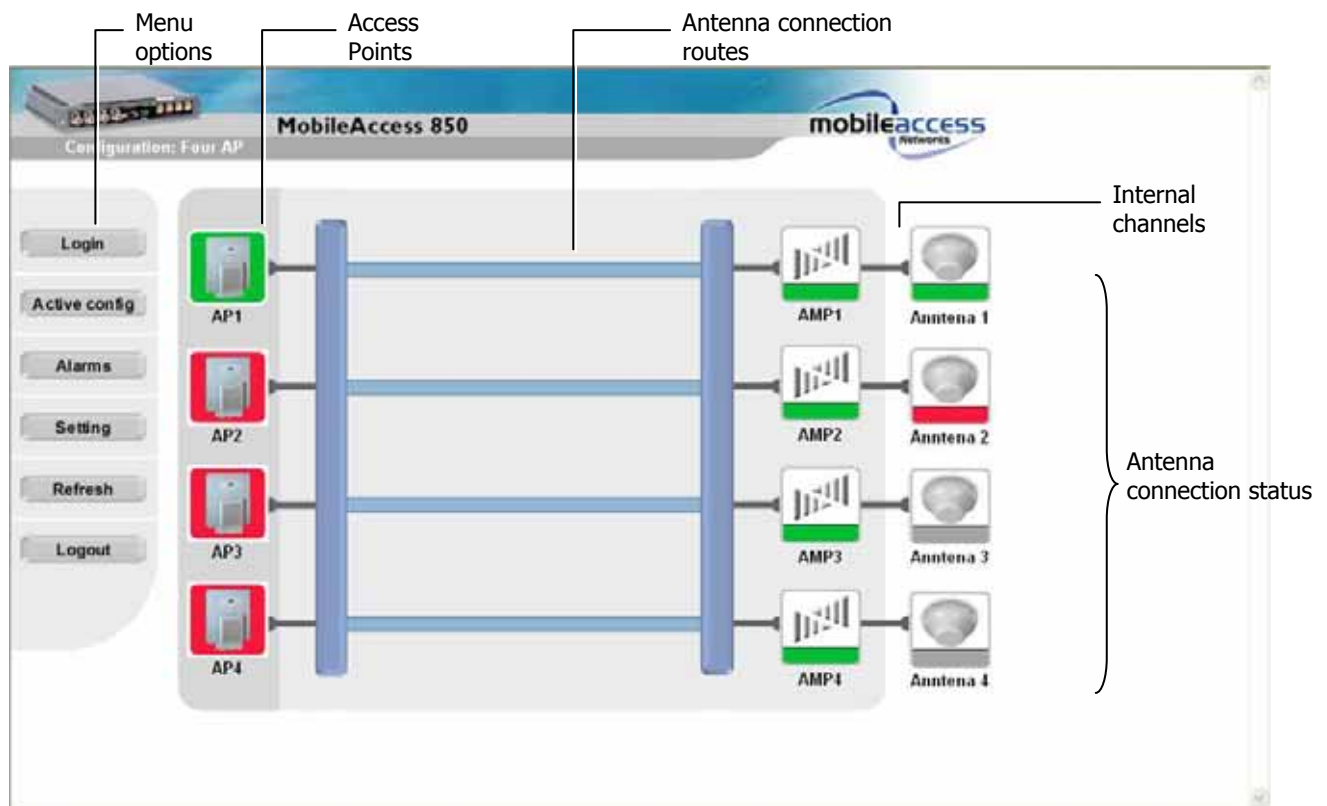 Menu
options
Access
Points
Antenna connection
routes
MobileAccess 850
mobileaccess
Networks
Configuration: Four AP
Internal
channels
Login
Active config
Alarms
Setting
Refresh
Logout
AP1
AMP1
Anntena 1
AP2
AMP2
Anntena 2
AP3
AMP3
Anntena 3
AP4
AMP4
Anntena 4
Antenna
connection status